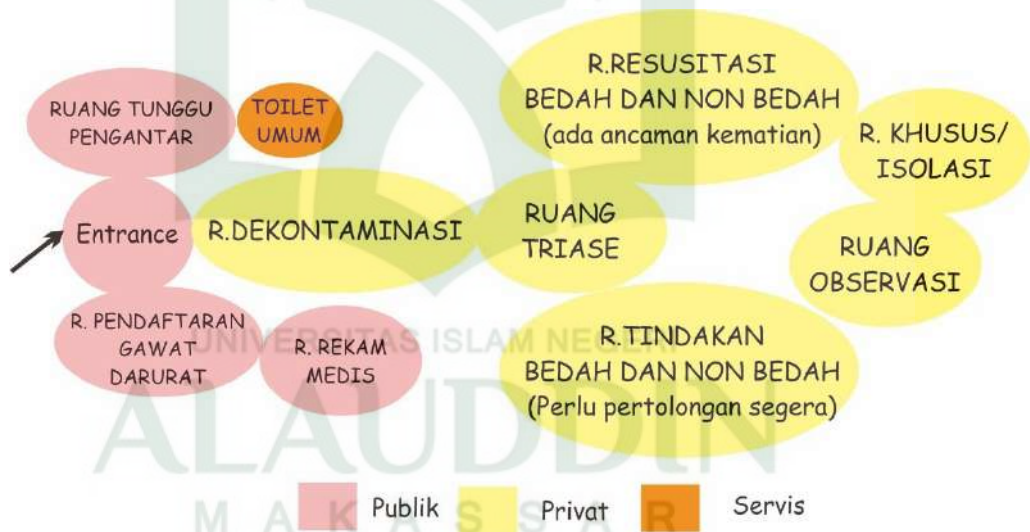 R.RESUSITASI
BEDAH DAN NON BEDAH
(ada ancaman kematian)
RUANG TUNGGU
PENGANTAR
TOILET
UMUM
R. KHUSUS/
ISOLASI
Entrance
R.DEKONTAMINASI
RUANG
TRIASE
RUANG
OBSERVASI
R. PENDAFTARAN
GAWAT
DARURAT
R. REKAM
MEDIS
R.TINDAKAN
BEDAH DAN NON BEDAH
(Perlu pertolongan segera)
UNIVERSITAS ISLAM NEGERI
ALAUDDIN
MAKASSAR
Publik
Privat
Servis